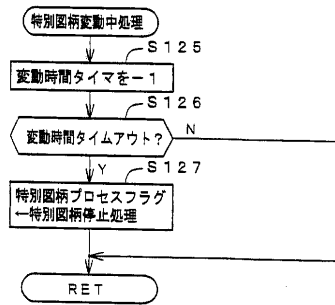 特別図柄変動中処理
S125
変動時間タイマを－1
S126
変動時間タイムアウト？
N
Y
S127
特別図柄プロセスフラグ
←特別図柄停止処理
RET